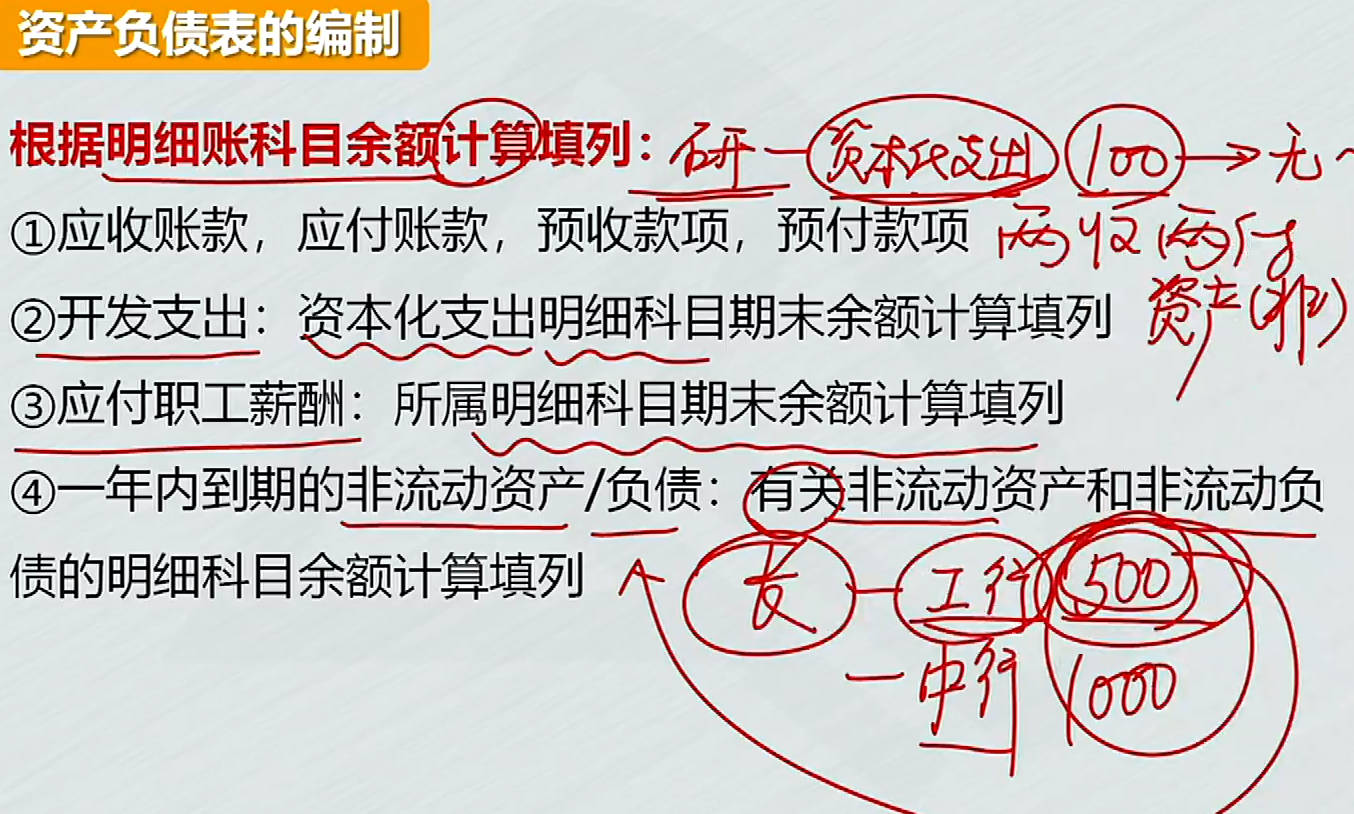 资产负债表的编制
根据明细账科目余额计算填列：研一资本化支出 100 → 无~
①应收账款，应付账款，预收款项，预付款项 两收两付
②开发支出：资本化支出明细科目期末余额计算填列 资产(非)
③应付职工薪酬：所属明细科目期末余额计算填列
④一年内到期的非流动资产/负债：有关非流动资产和非流动负
债的明细科目余额计算填列 长一工行 500
一中行 1000